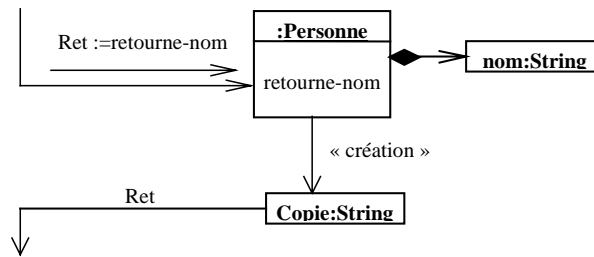 :Personne
Ret :=retourne-nom
nom:String
retourne-nom
« création »
Ret
Copie:String